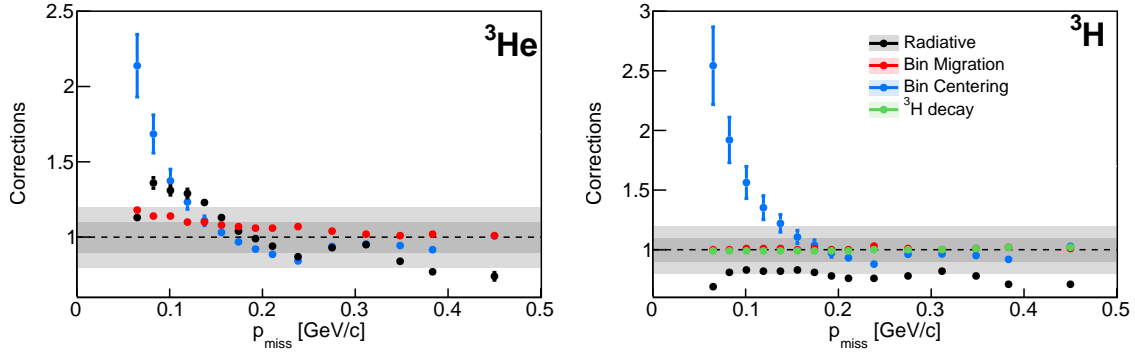 2.5
2
1.5
1
0
0.1
0.2
0.3
0.4
0.5
Corrections
p_miss [GeV/c]
³He
3
2.5
2
1.5
1
0
0.1
0.2
0.3
0.4
0.5
Corrections
p_miss [GeV/c]
³H
Radiative
Bin Migration
Bin Centering
³H decay